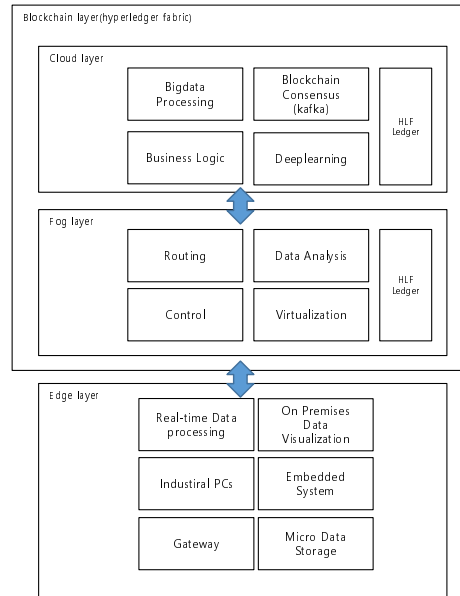 Blockchain layer(hyperledger fabric)
Cloud layer
Bigdata
Processing
Blockchain
Consensus
(kafka)
HLF
Ledger
Business Logic
Deeplearning
Fog layer
Routing
Data Analysis
HLF
Ledger
Control
Virtualization
Edge layer
Real-time Data
processing
On Premises
Data
Visualization
Industiral PCs
Embedded
System
Gateway
Micro Data
Storage